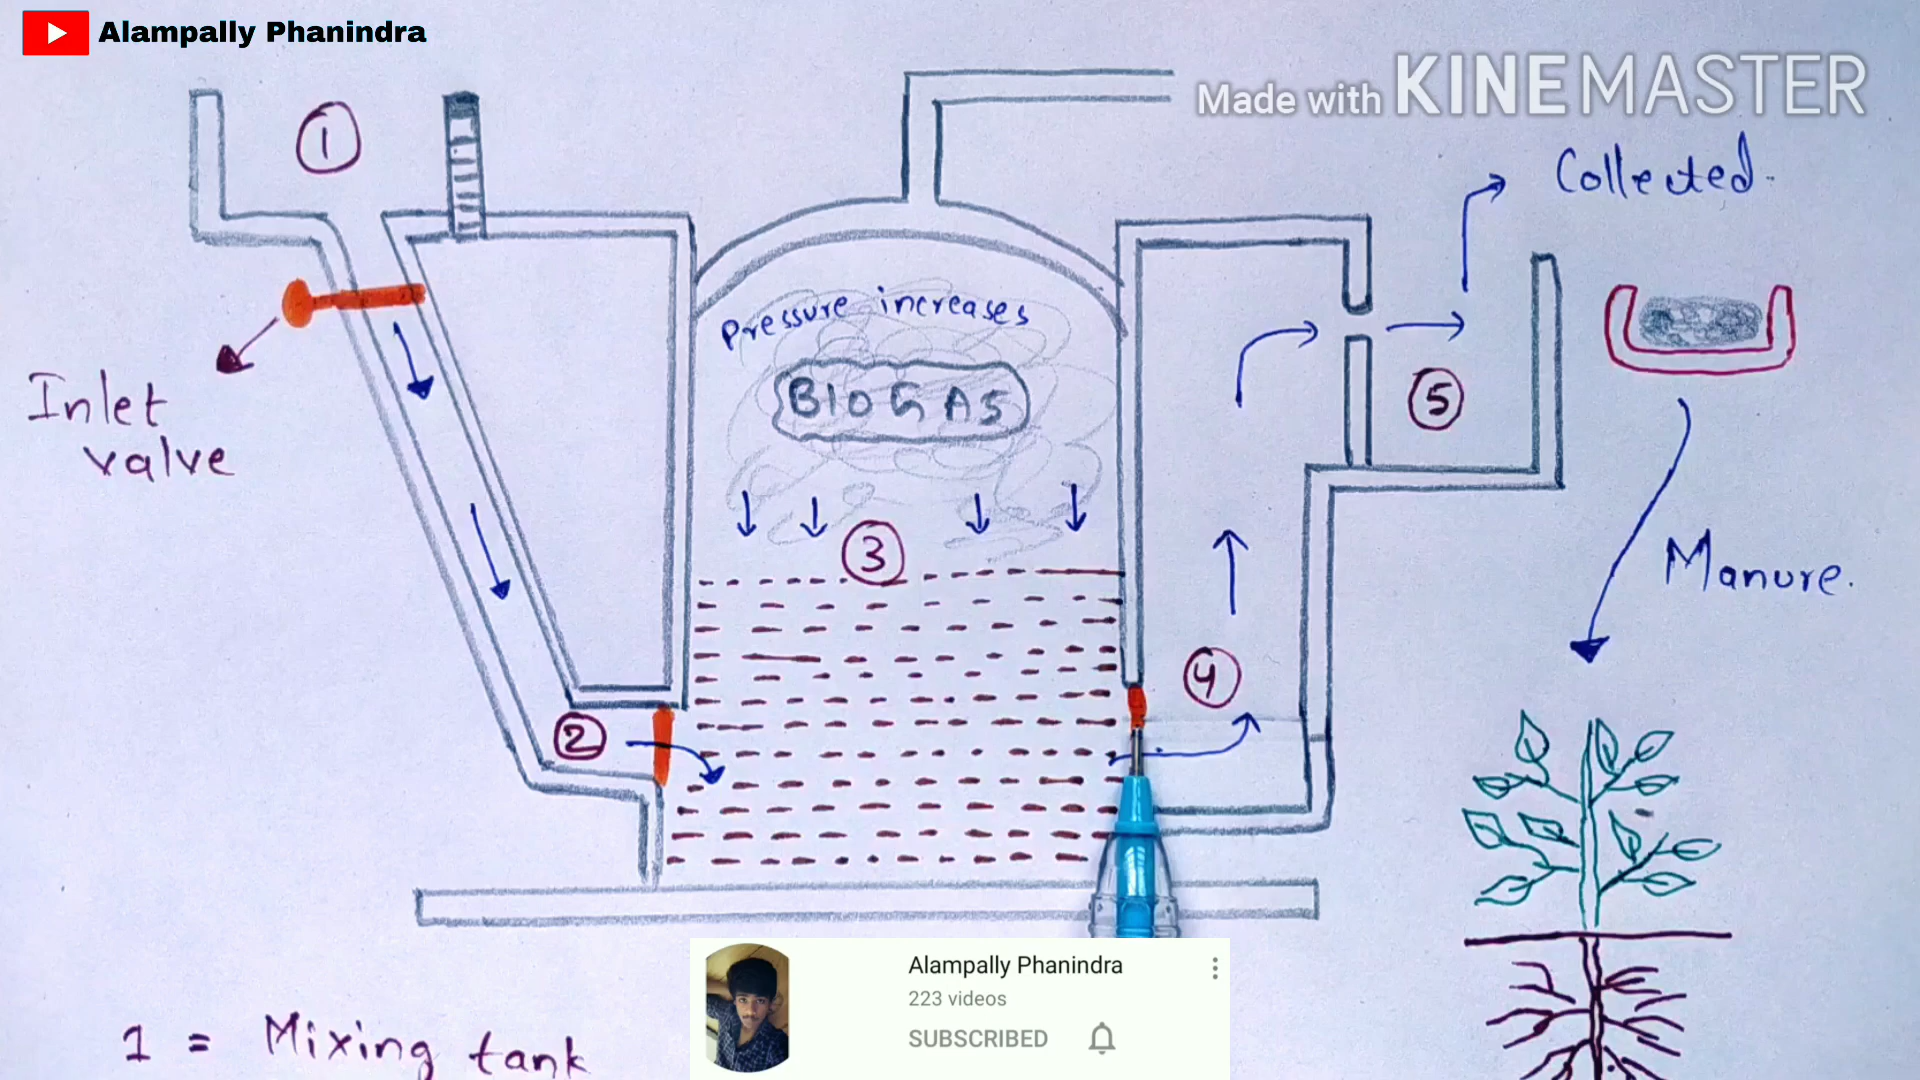 Alampally Phanindra
Made with KINEMASTER
1
Collected.
Pressure increases
BIOGAS
Inlet
valve
5
3
Manure.
4
2
Alampally Phanindra
223 videos
SUBSCRIBED
1 = Mixing tank